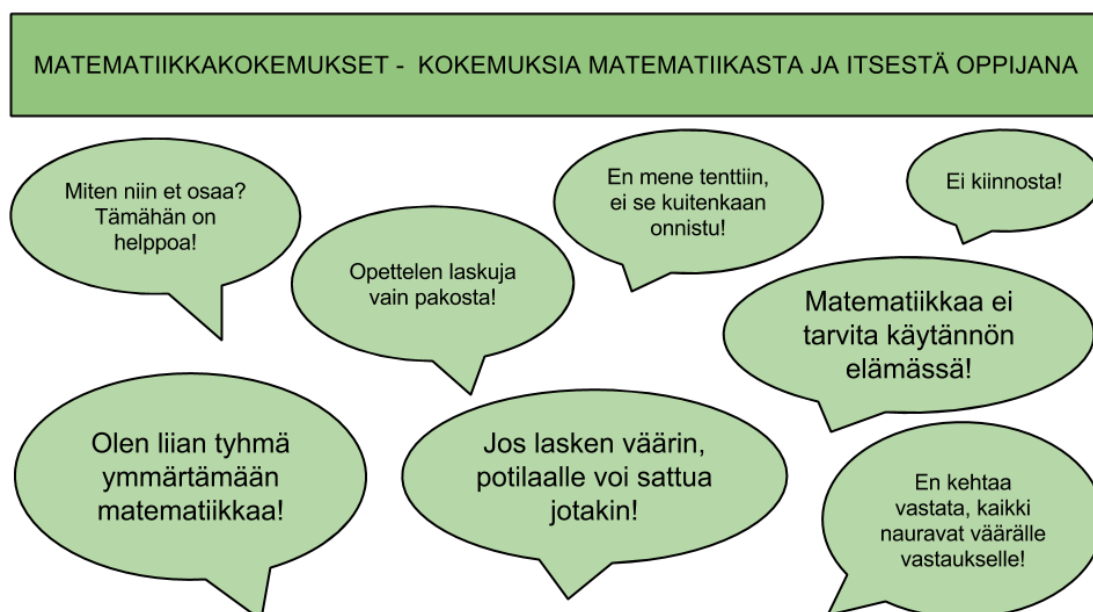 MATEMATIIKKAKOKEMUKSET - KOKEMUKSIA MATEMATIIKASTA JA ITSESTÄ OPPIJANA
Miten niin et osaa?
Tämähän on
helppoa!
Opettelen laskuja
vain pakosta!
En mene tenttiin,
ei se kuitenkaan
onnistu!
Ei kiinnosta!
Matematiikkaa ei
tarvita käytännön
elämässä!
Olen liian tyhmä
ymmärtämään
matematiikkaa!
Jos lasken väärin,
potilaalle voi sattua
jotakin!
En kehtaa
vastata, kaikki
nauravat väärälle
vastaukselle!